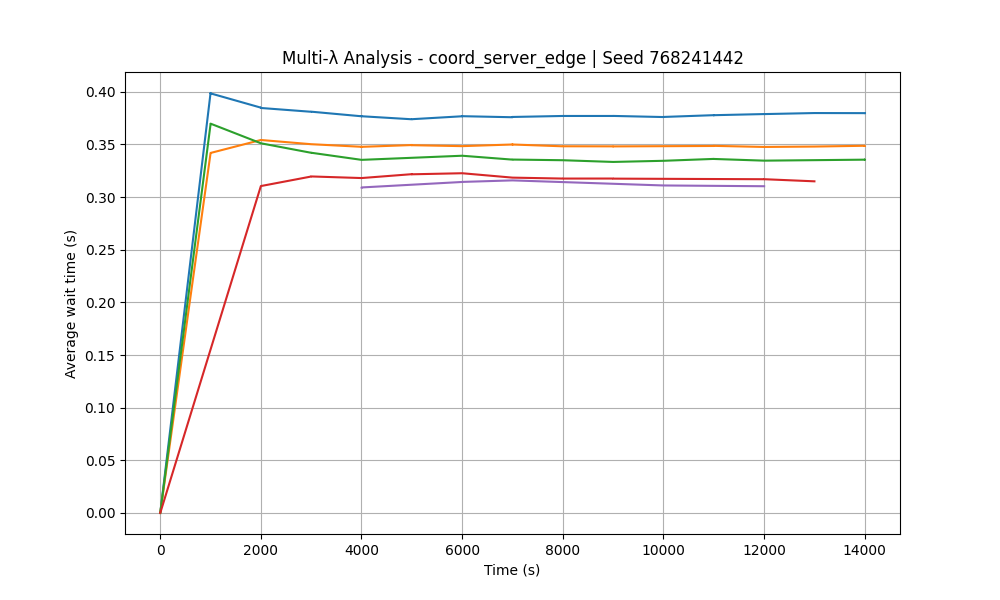 Multi-λ Analysis - coord_server_edge | Seed 768241442
0.40
0.35
0.30
0.25
0.20
0.15
0.10
0.05
0.00
Average wait time (s)
0 2000 4000 6000 8000 10000 12000 14000
Time (s)